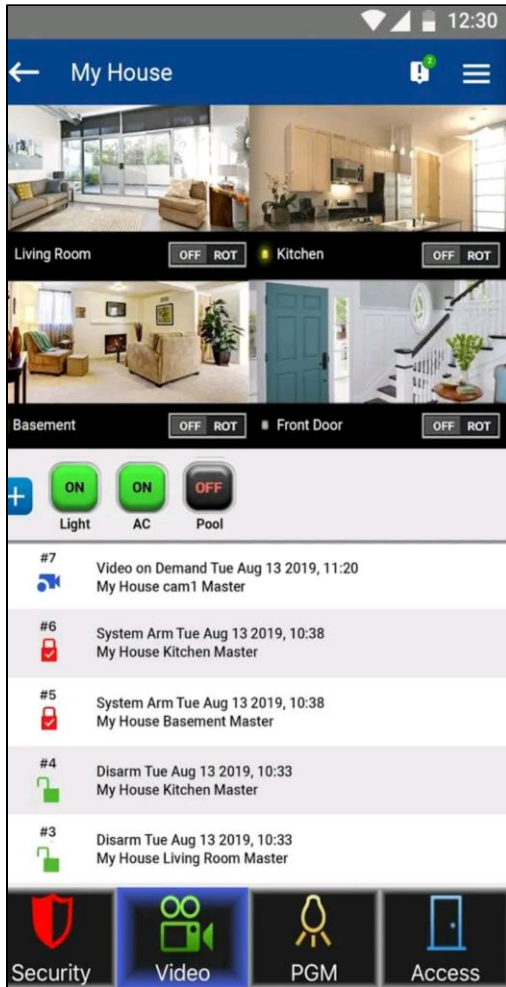 12:30
My House
2
Living Room OFF ROT Kitchen OFF ROT
Basement OFF ROT Front Door OFF ROT
+ ON ON OFF
Light AC Pool
#7
Video on Demand Tue Aug 13 2019, 11:20
My House cam1 Master
#6
System Arm Tue Aug 13 2019, 10:38
My House Kitchen Master
#5
System Arm Tue Aug 13 2019, 10:38
My House Basement Master
#4
Disarm Tue Aug 13 2019, 10:33
My House Kitchen Master
#3
Disarm Tue Aug 13 2019, 10:33
My House Living Room Master
Security Video PGM Access